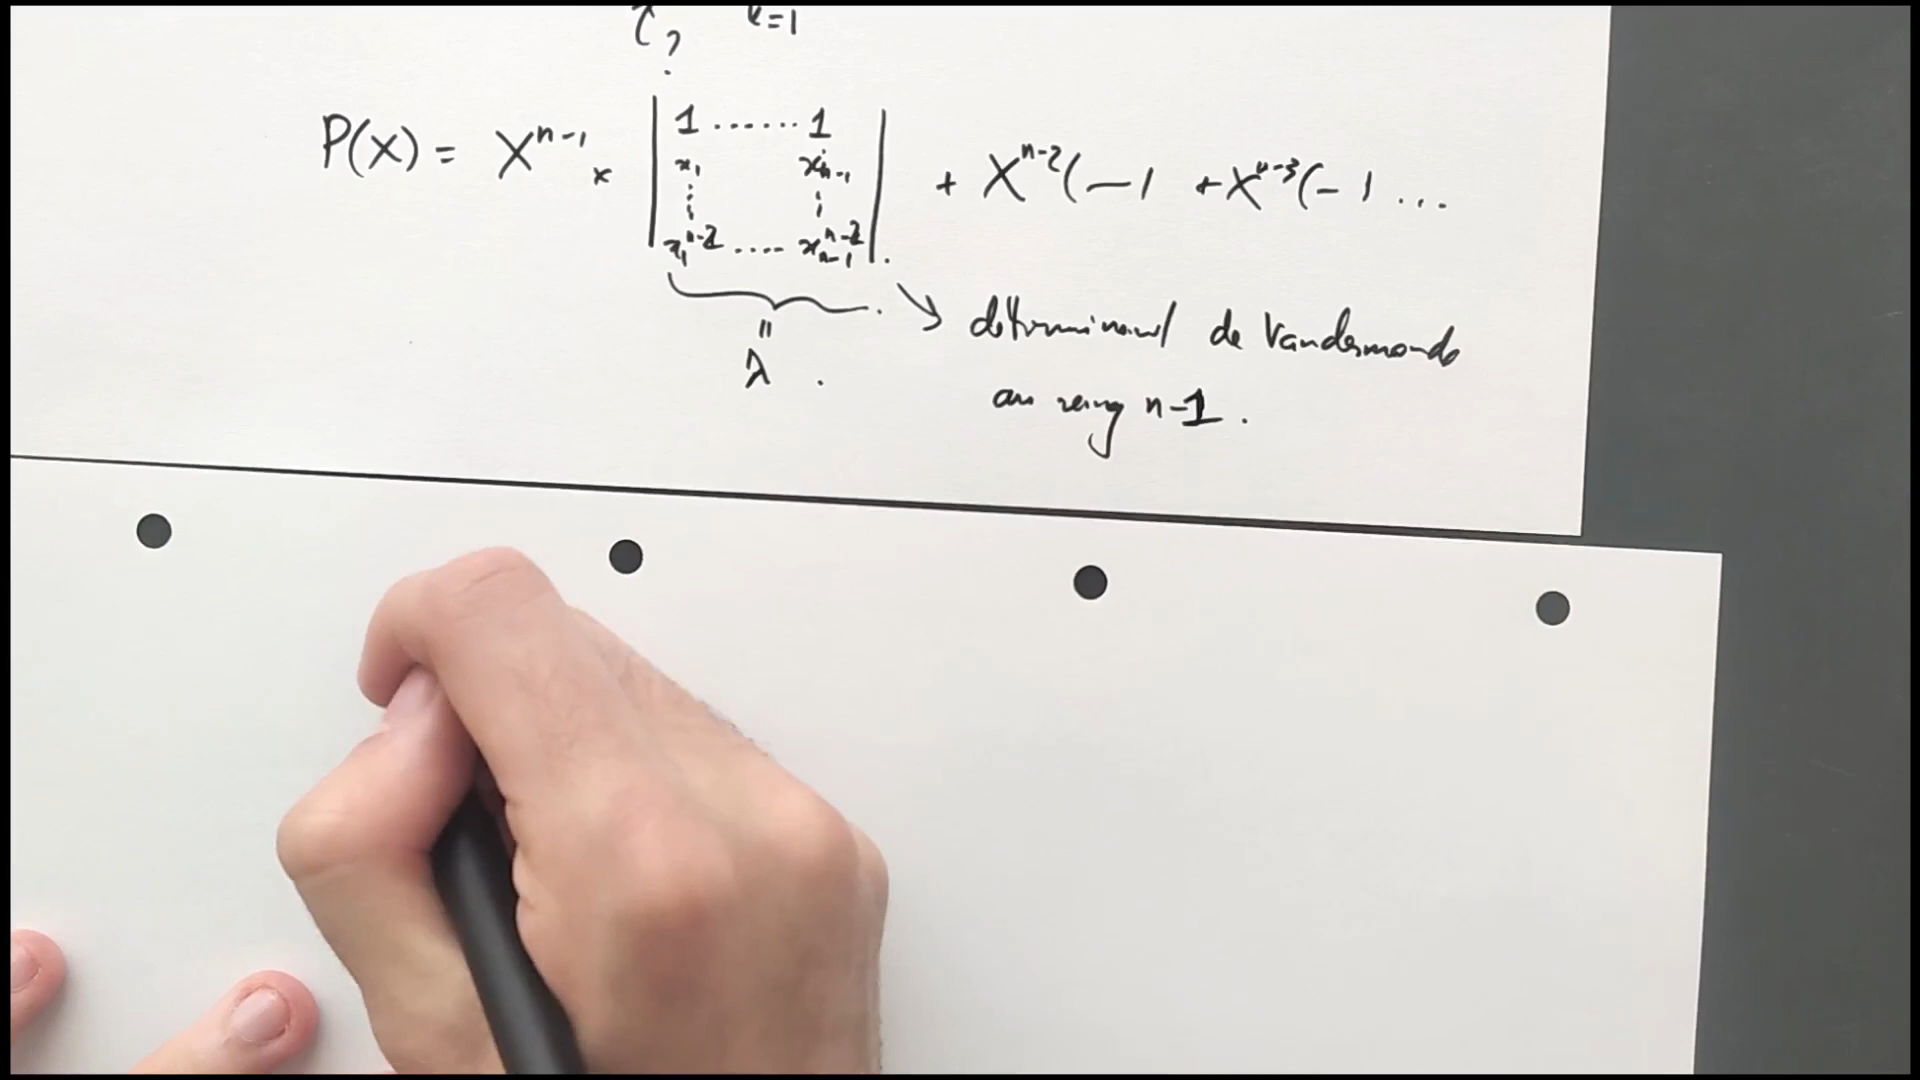 ? k=1
P(X) = X^{n-1} × | 1 ...... 1 | + X^{n-2}(—1 + X^{n-3}(-1 ...
x_1 x_{n-1}
⋮ ⋮
x_1^{n-2} .... x_{n-1}^{n-2} .
" → déterminant de Vandermonde
λ . au rang n-1 .